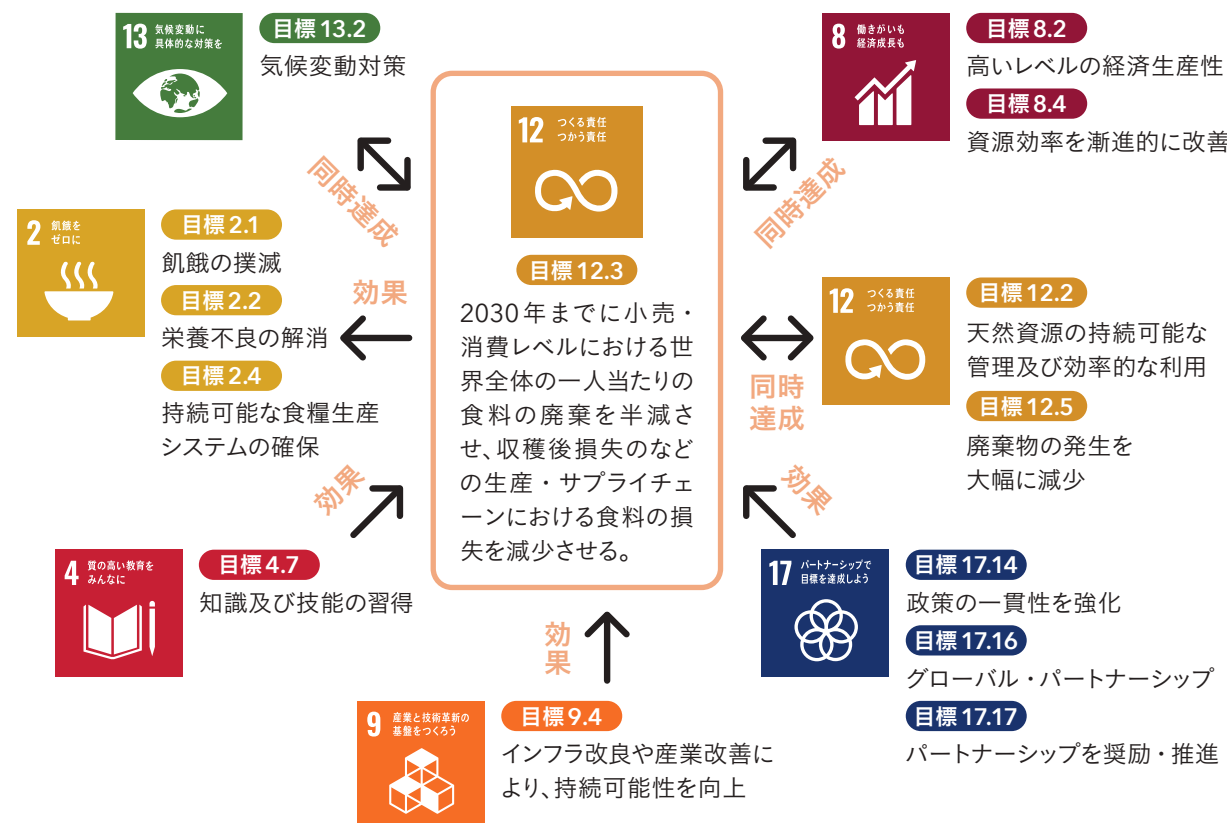 13 気候変動に
具体的な対策を
目標 13.2
気候変動対策
同時達成
2 飢餓を
ゼロに
目標 2.1
飢餓の撲滅
目標 2.2
栄養不良の解消
目標 2.4
持続可能な食糧生産
システムの確保
効果
4 質の高い教育を
みんなに
目標 4.7
知識及び技能の習得
効果
12 つくる責任
つかう責任
目標 12.3
2030年までに小売・
消費レベルにおける世
界全体の一人当たりの
食料の廃棄を半減さ
せ、収穫後損失のなど
の生産・サプライチェ
ーンにおける食料の損
失を減少させる。
効果
9 産業と技術革新の
基盤をつくろう
目標 9.4
インフラ改良や産業改善に
より、持続可能性を向上
8 働きがいも
経済成長も
目標 8.2
高いレベルの経済生産性
目標 8.4
資源効率を漸進的に改善
同時達成
12 つくる責任
つかう責任
目標 12.2
天然資源の持続可能な
管理及び効率的な利用
目標 12.5
廃棄物の発生を
大幅に減少
同時
達成
17 パートナーシップで
目標を達成しよう
目標 17.14
政策の一貫性を強化
目標 17.16
グローバル・パートナーシップ
目標 17.17
パートナーシップを奨励・推進
効果